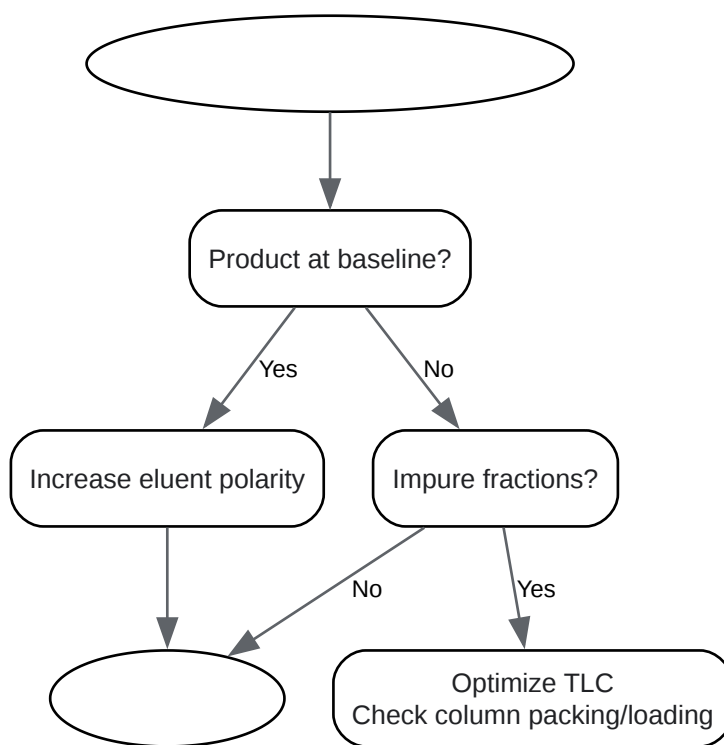 Product at baseline?
Yes
No
Increase eluent polarity
Impure fractions?
No
Yes
Optimize TLC
Check column packing/loading